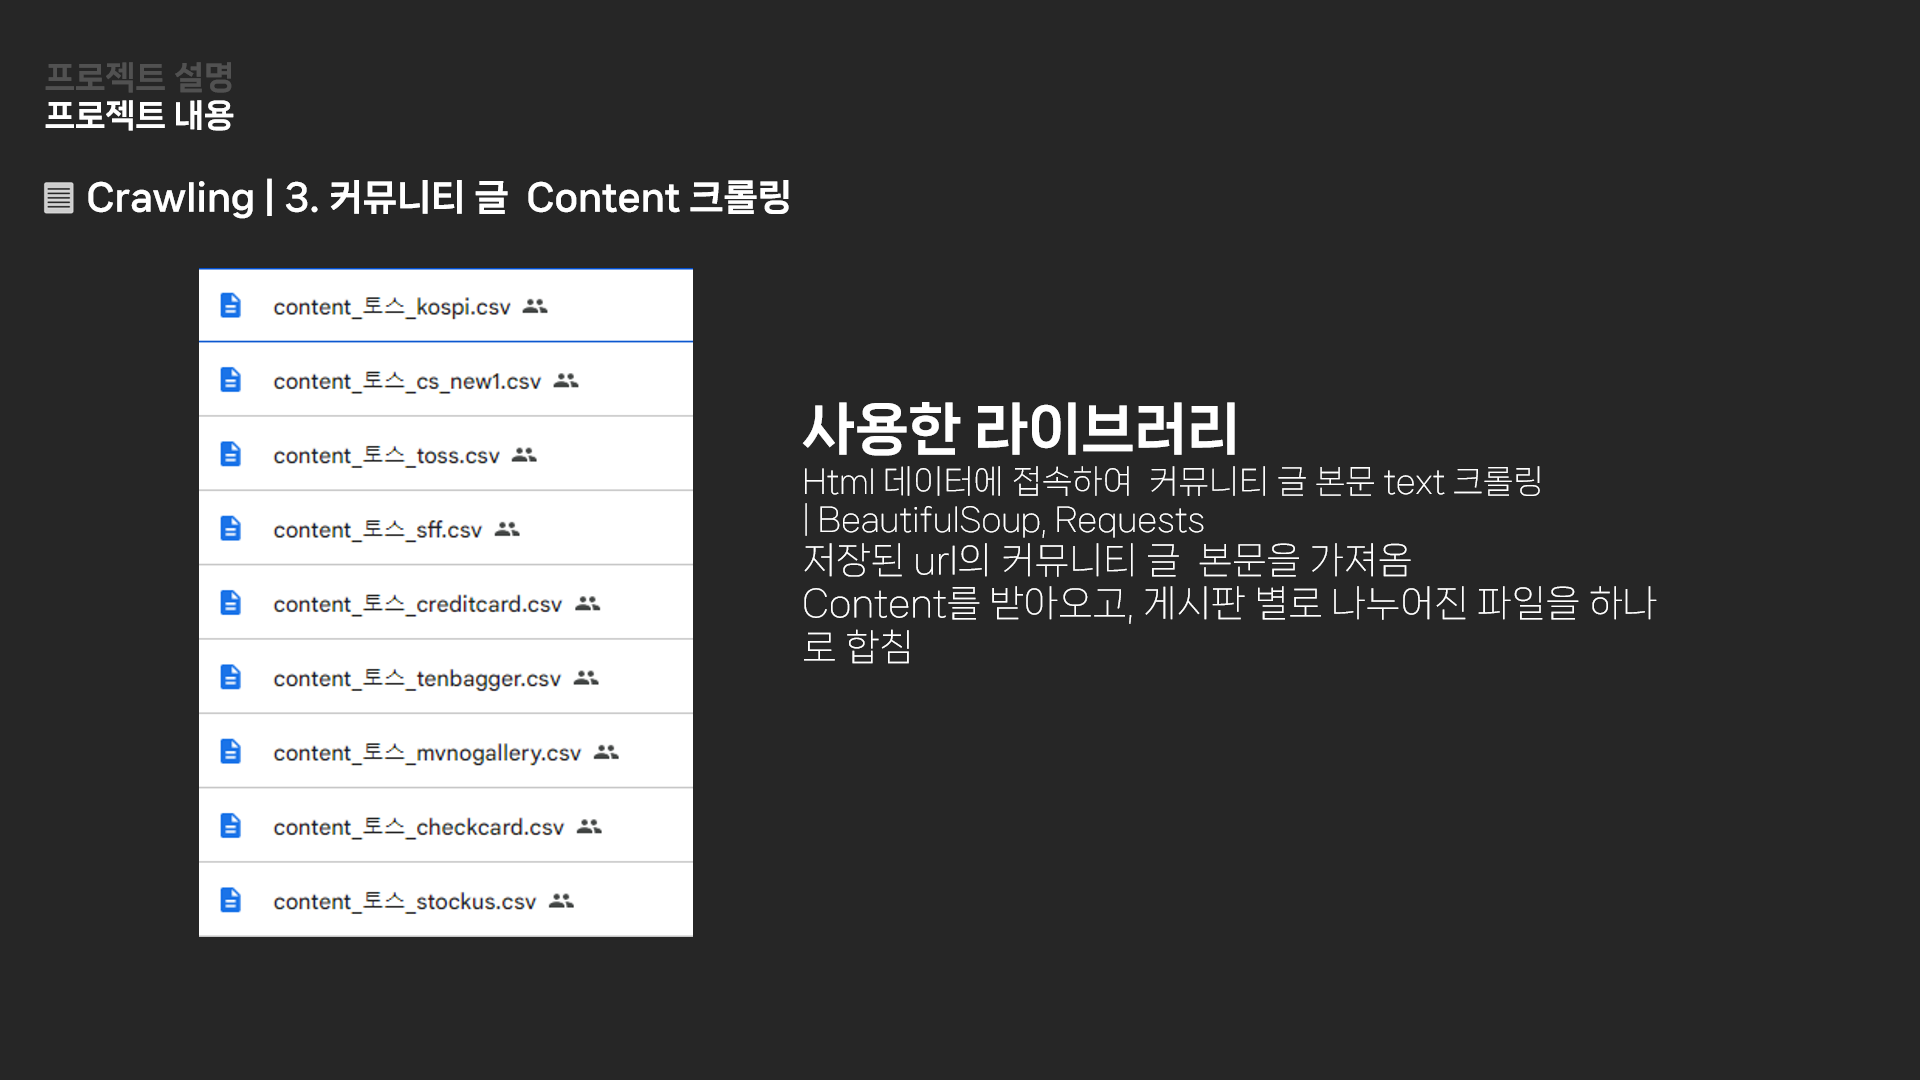 프로젝트 설명
프로젝트 내용
Crawling | 3. 커뮤니티 글  Content 크롤링
content_토스_kospi.csv
content_토스_cs_new1.csv
content_토스_toss.csv
content_토스_sff.csv
content_토스_creditcard.csv
content_토스_tenbagger.csv
content_토스_mvnogallery.csv
content_토스_checkcard.csv
content_토스_stockus.csv
사용한 라이브러리
Html 데이터에 접속하여  커뮤니티 글 본문 text 크롤링
| BeautifulSoup, Requests
저장된 url의 커뮤니티 글  본문을 가져옴
Content를 받아오고, 게시판 별로 나누어진 파일을 하나
로 합침